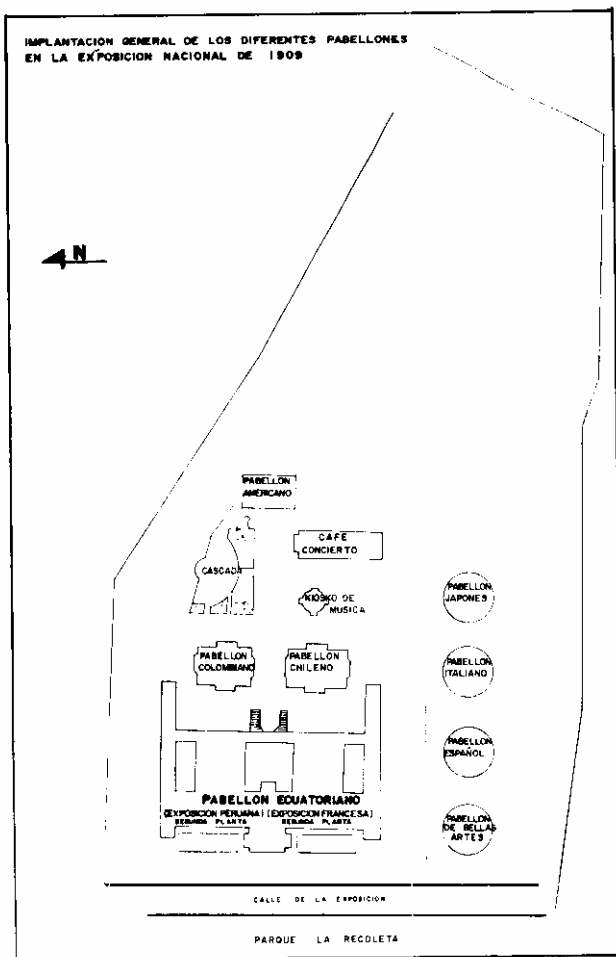 IMPLANTACION GENERAL DE LOS DIFERENTES PABELLONES
EN LA EXPOSICION NACIONAL DE 1909
N
PABELLON
AMERICANO
CAFE
CONCIERTO
CASCADA
KIOSKO DE
MUSICA
PABELLON
JAPONES
PABELLON
COLOMBIANO
PABELLON
CHILENO
PABELLON
ITALIANO
PABELLON
ESPAÑOL
PABELLON ECUATORIANO
(EXPOSICION PERUANA) (EXPOSICION FRANCESA)
SEGUNDA PLANTA SEGUNDA PLANTA
PABELLON
DE BELLAS
ARTES
CALLE DE LA EXPOSICION
PARQUE LA RECOLETA